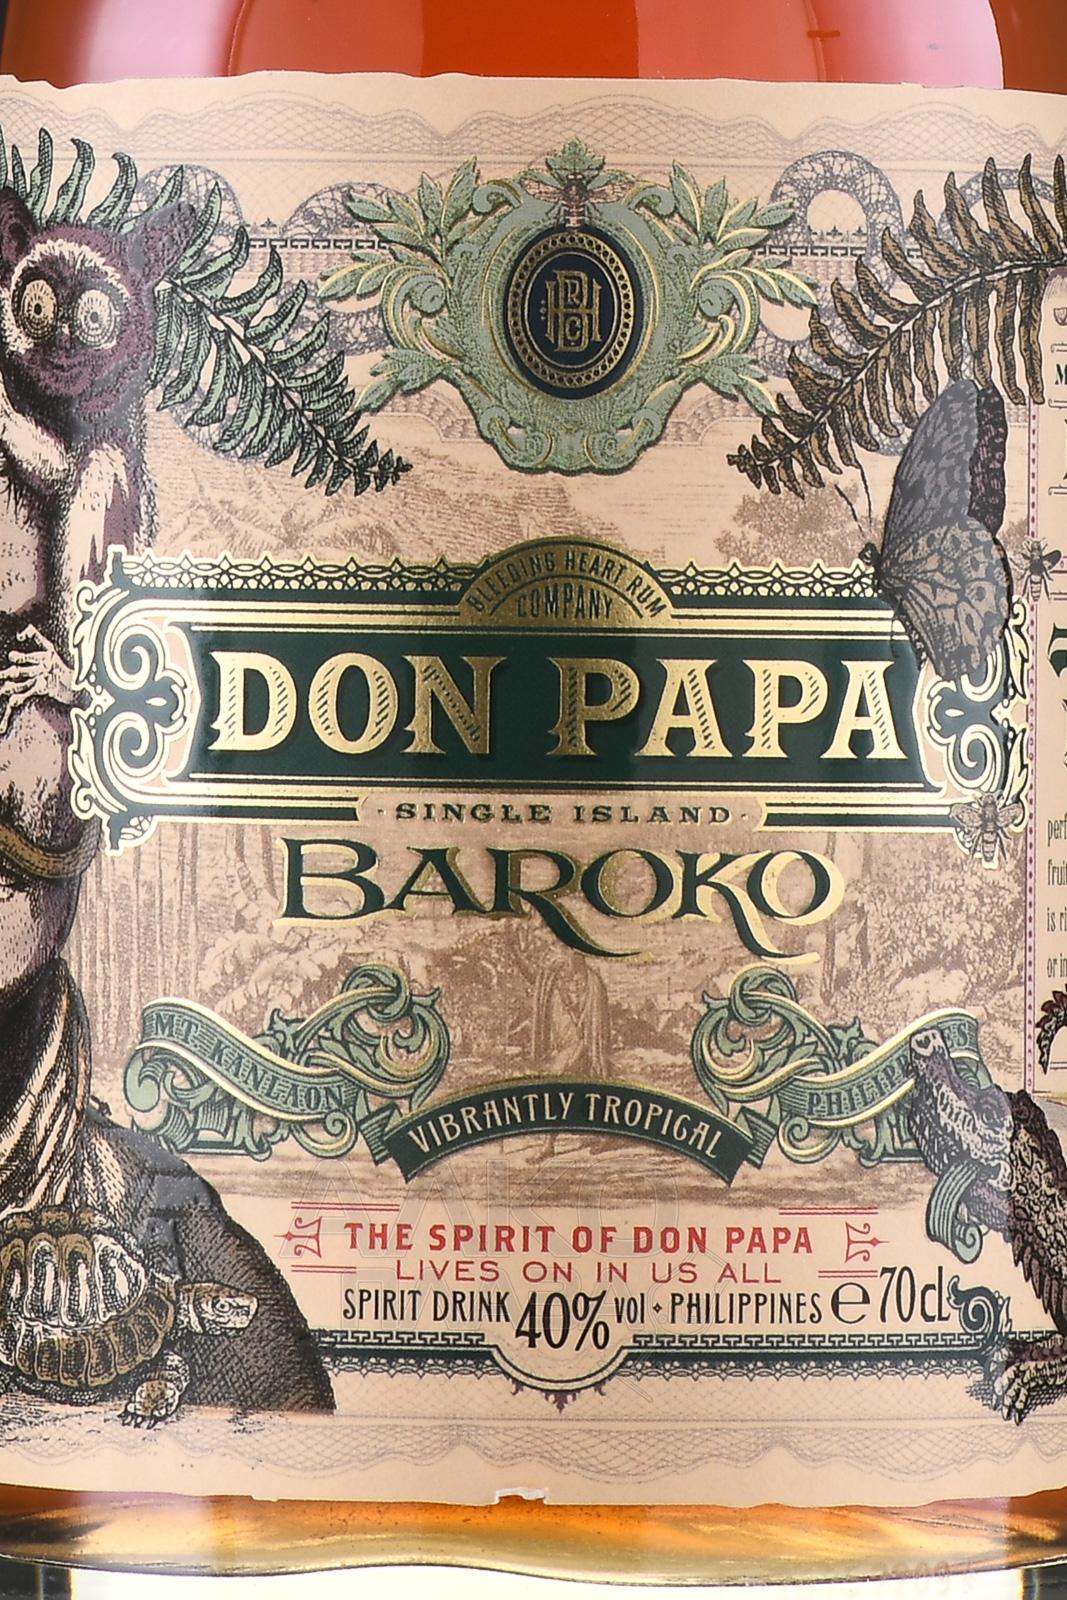 BLEEDING HEART RUM
COMPANY
DON PAPA
· SINGLE ISLAND ·
BAROKO
MT. KANLAON
PHILIPPINES
VIBRANTLY TROPICAL
THE SPIRIT OF DON PAPA
LIVES ON IN US ALL
SPIRIT DRINK 40% vol • PHILIPPINES ℮ 70cl